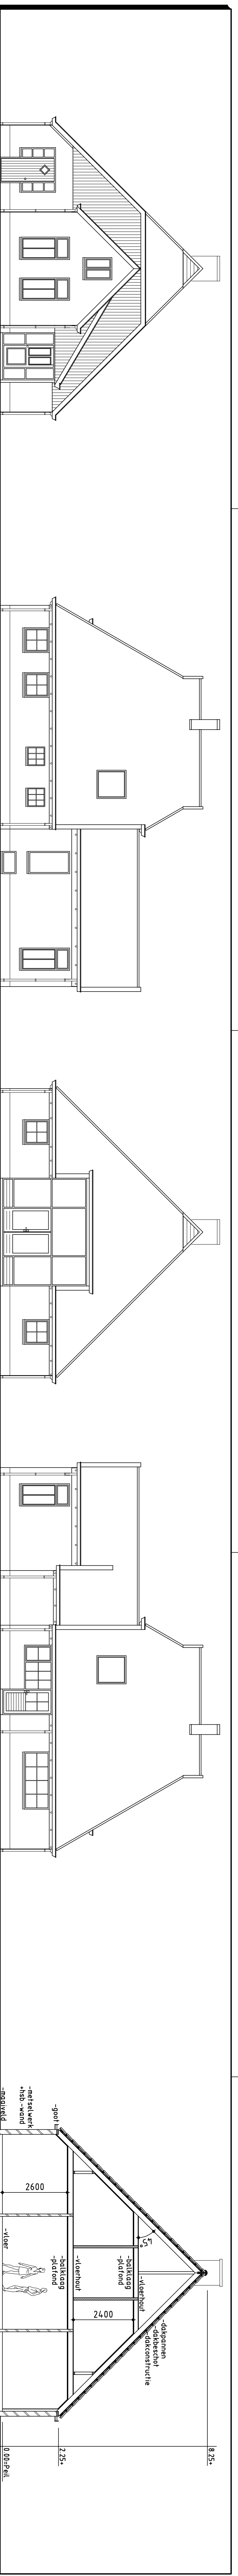 -dakpannen
-dakbeschot
-dakconstructie
45°
-vloerhout
-balklaag
-plafond
2400
-vloerhout
-balklaag
-plafond
-goot
2600
-metselwerk
+hsb.-wand
-vloer
-maaiveld
8.25+
2.25+
0.00=Peil